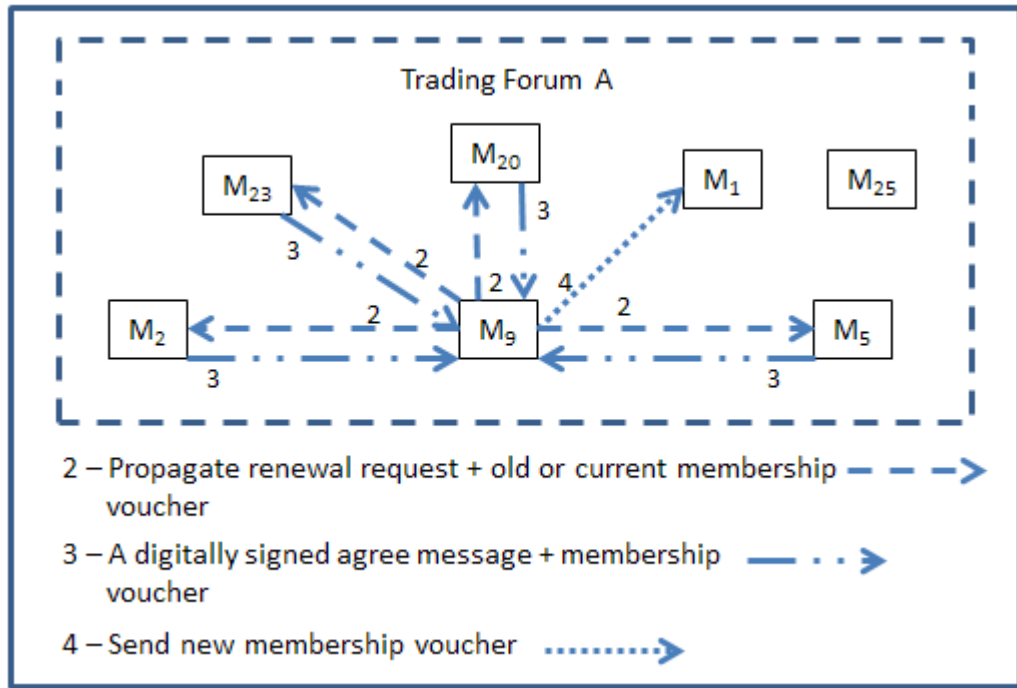 Trading Forum A
M20
M23
M1
M25
3
3
2
2
4
2
2
M2
M9
M5
3
3
2 – Propagate renewal request + old or current membership
voucher
3 – A digitally signed agree message + membership
voucher
4 – Send new membership voucher